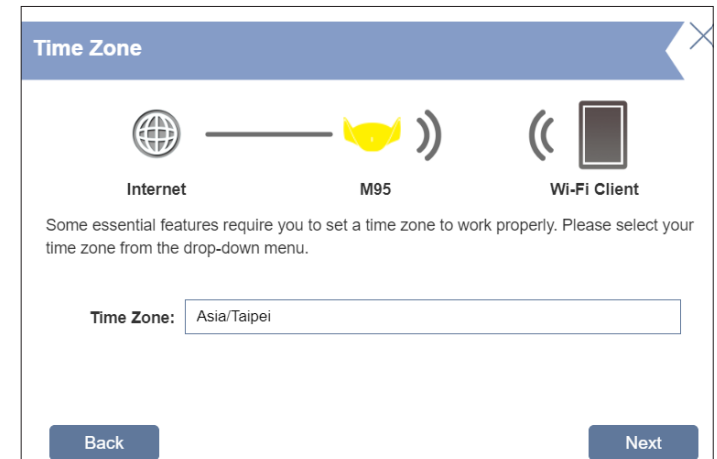 Time Zone
Internet
M95
Wi-Fi Client
Some essential features require you to set a time zone to work properly. Please select your
time zone from the drop-down menu.
Time Zone:
Asia/Taipei
Back
Next